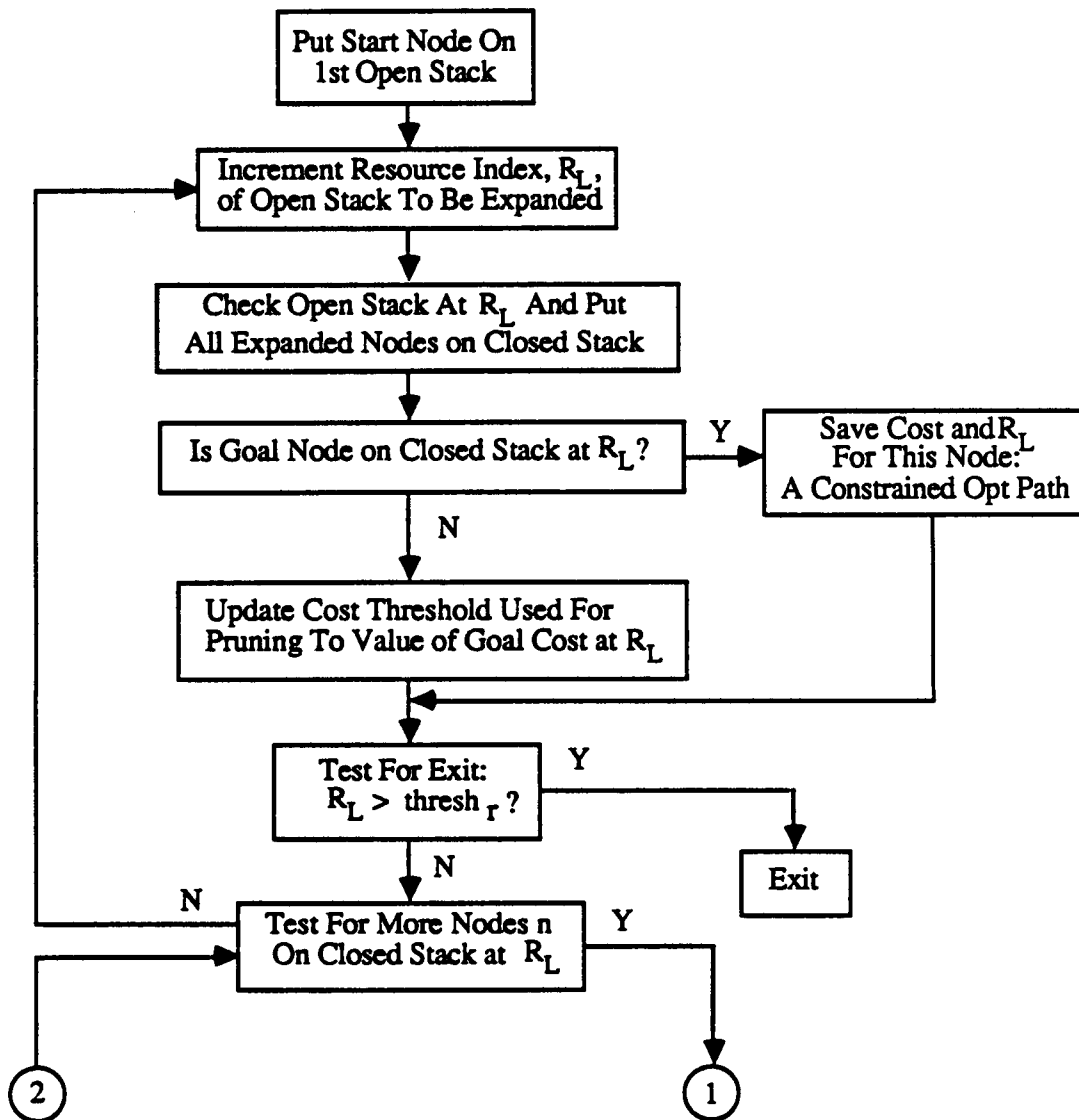 Put Start Node On
1st Open Stack
Increment Resource Index, R_L,
of Open Stack To Be Expanded
Check Open Stack At R_L And Put
All Expanded Nodes on Closed Stack
Is Goal Node on Closed Stack at R_L?
Y
Save Cost and R_L
For This Node:
A Constrained Opt Path
N
Update Cost Threshold Used For
Pruning To Value of Goal Cost at R_L
Test For Exit:
R_L > thresh_r ?
Y
Exit
N
N
Test For More Nodes n
On Closed Stack at R_L
Y
2
1